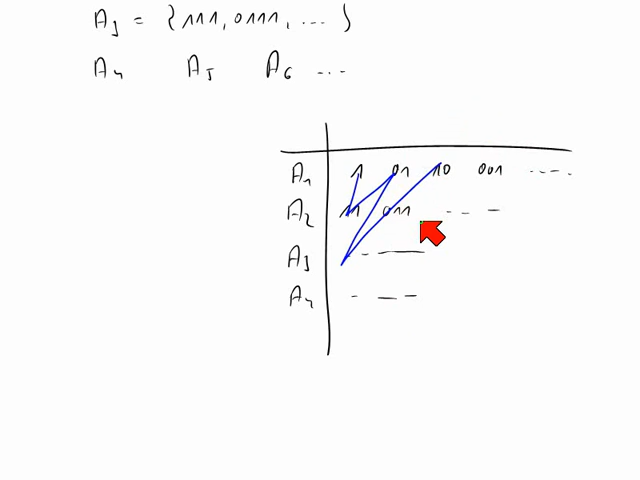 A₃ = {111, 0111, ... }
A₄ A₅ A₆ ...
A₁ 1 01 10 001 ....
A₂ 11 011 - - -
A₃ - —
A₄ - — -